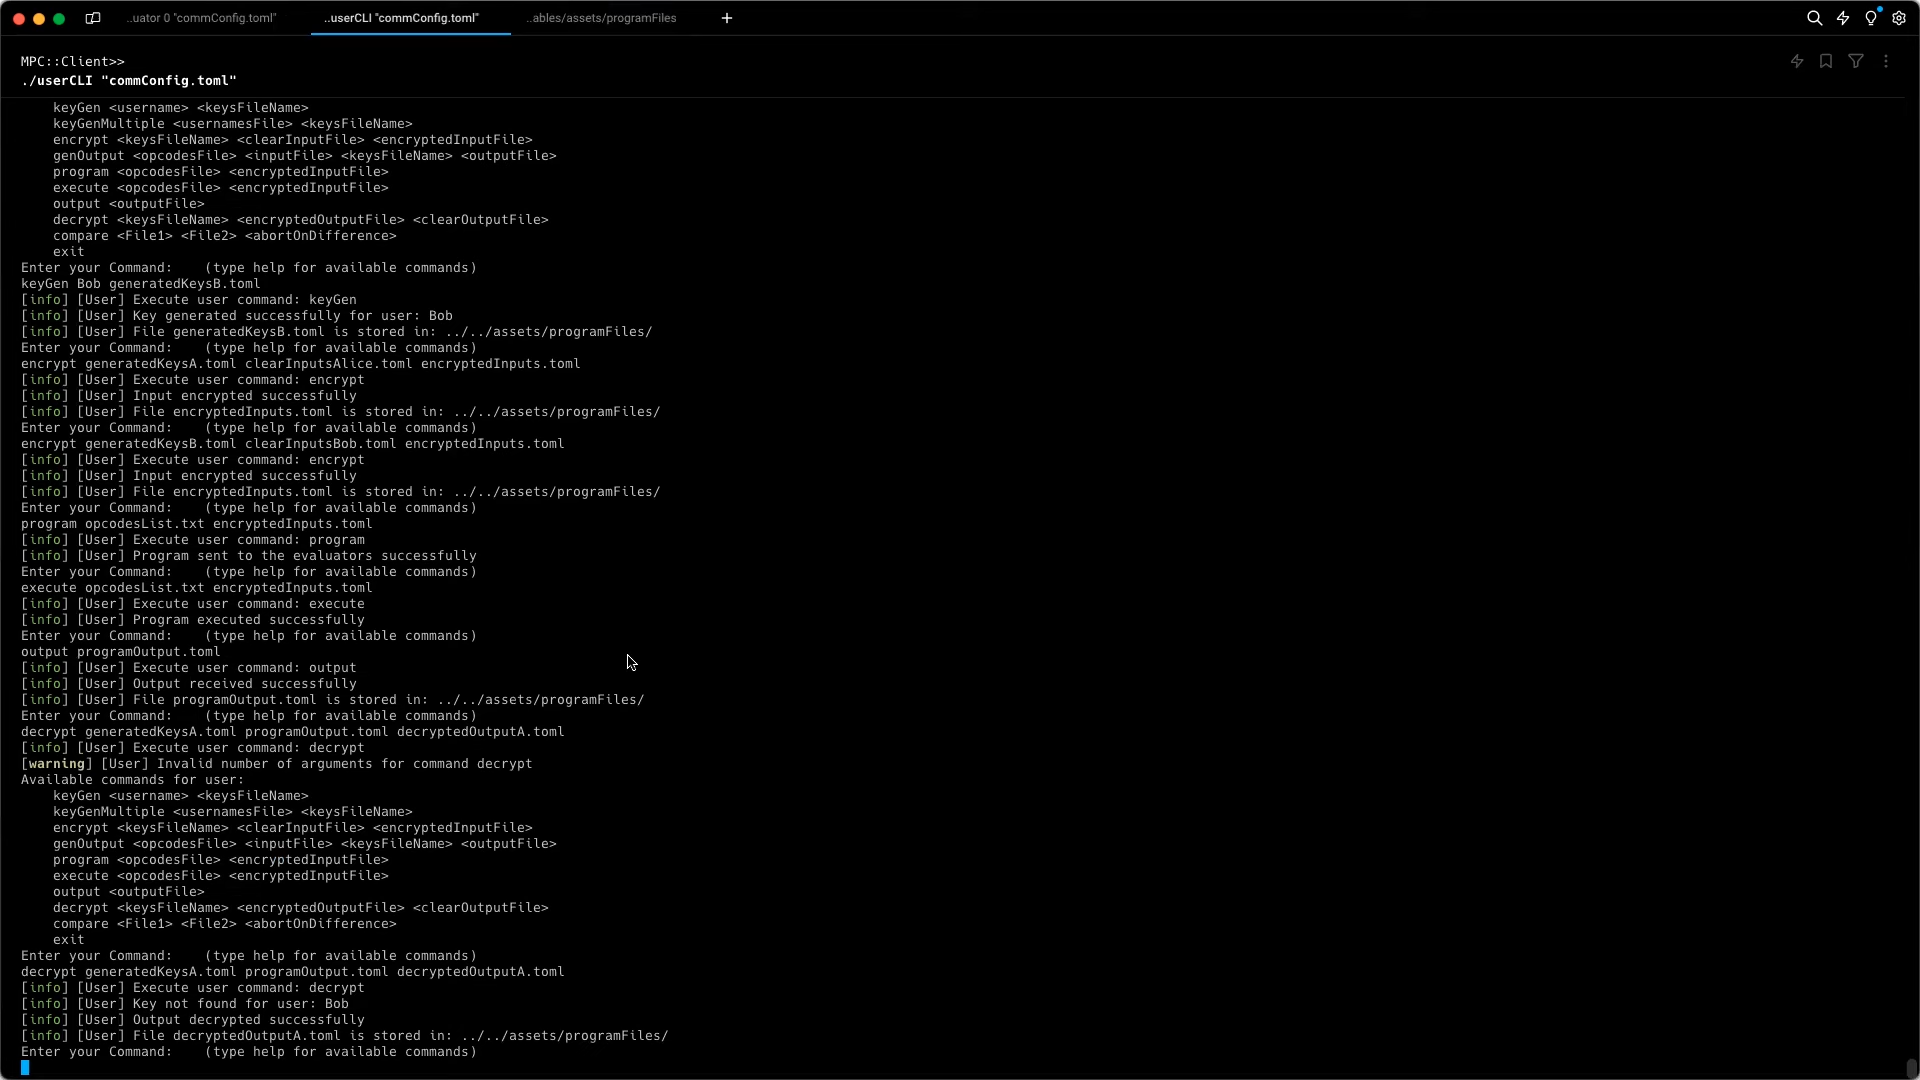 ..uator 0 "commConfig.toml"
..userCLI "commConfig.toml"
..ables/assets/programFiles
MPC::Client>>
./userCLI "commConfig.toml"
keyGen <username> <keysFileName>
keyGenMultiple <usernamesFile> <keysFileName>
encrypt <keysFileName> <clearInputFile> <encryptedInputFile>
genOutput <opcodesFile> <inputFile> <keysFileName> <outputFile>
program <opcodesFile> <encryptedInputFile>
execute <opcodesFile> <encryptedInputFile>
output <outputFile>
decrypt <keysFileName> <encryptedOutputFile> <clearOutputFile>
compare <File1> <File2> <abortOnDifference>
exit
Enter your Command:    (type help for available commands)
keyGen Bob generatedKeysB.toml
[info] [User] Execute user command: keyGen
[info] [User] Key generated successfully for user: Bob
[info] [User] File generatedKeysB.toml is stored in: ../../assets/programFiles/
Enter your Command:    (type help for available commands)
encrypt generatedKeysA.toml clearInputsAlice.toml encryptedInputs.toml
[info] [User] Execute user command: encrypt
[info] [User] Input encrypted successfully
[info] [User] File encryptedInputs.toml is stored in: ../../assets/programFiles/
Enter your Command:    (type help for available commands)
encrypt generatedKeysB.toml clearInputsBob.toml encryptedInputs.toml
[info] [User] Execute user command: encrypt
[info] [User] Input encrypted successfully
[info] [User] File encryptedInputs.toml is stored in: ../../assets/programFiles/
Enter your Command:    (type help for available commands)
program opcodesList.txt encryptedInputs.toml
[info] [User] Execute user command: program
[info] [User] Program sent to the evaluators successfully
Enter your Command:    (type help for available commands)
execute opcodesList.txt encryptedInputs.toml
[info] [User] Execute user command: execute
[info] [User] Program executed successfully
Enter your Command:    (type help for available commands)
output programOutput.toml
[info] [User] Execute user command: output
[info] [User] Output received successfully
[info] [User] File programOutput.toml is stored in: ../../assets/programFiles/
Enter your Command:    (type help for available commands)
decrypt generatedKeysA.toml programOutput.toml decryptedOutputA.toml
[info] [User] Execute user command: decrypt
[warning] [User] Invalid number of arguments for command decrypt
Available commands for user:
keyGen <username> <keysFileName>
keyGenMultiple <usernamesFile> <keysFileName>
encrypt <keysFileName> <clearInputFile> <encryptedInputFile>
genOutput <opcodesFile> <inputFile> <keysFileName> <outputFile>
program <opcodesFile> <encryptedInputFile>
execute <opcodesFile> <encryptedInputFile>
output <outputFile>
decrypt <keysFileName> <encryptedOutputFile> <clearOutputFile>
compare <File1> <File2> <abortOnDifference>
exit
Enter your Command:    (type help for available commands)
decrypt generatedKeysA.toml programOutput.toml decryptedOutputA.toml
[info] [User] Execute user command: decrypt
[info] [User] Key not found for user: Bob
[info] [User] Output decrypted successfully
[info] [User] File decryptedOutputA.toml is stored in: ../../assets/programFiles/
Enter your Command:    (type help for available commands)